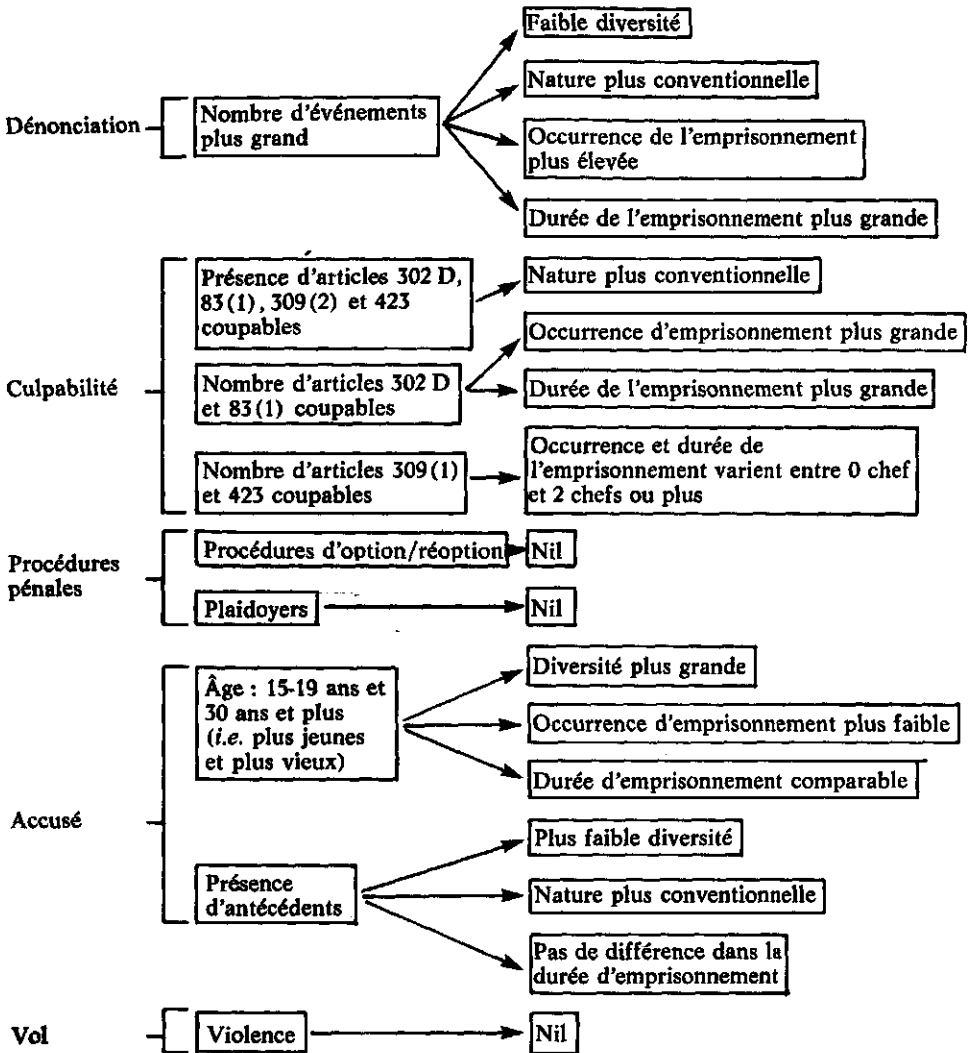 Dénonciation
Nombre d'événements
plus grand
Faible diversité
Nature plus conventionnelle
Occurrence de l'emprisonnement
plus élevée
Durée de l'emprisonnement plus grande
Culpabilité
Présence d'articles 302 D,
83(1), 309(2) et 423
coupables
Nature plus conventionnelle
Nombre d'articles 302 D
et 83(1) coupables
Occurrence d'emprisonnement plus grande
Durée de l'emprisonnement plus grande
Nombre d'articles 309(1)
et 423 coupables
Occurrence et durée de
l'emprisonnement varient entre 0 chef
et 2 chefs ou plus
Procédures
pénales
Procédures d'option/réoption
Nil
Plaidoyers
Nil
Accusé
Âge : 15-19 ans et
30 ans et plus
(i.e. plus jeunes
et plus vieux)
Diversité plus grande
Occurrence d'emprisonnement plus faible
Durée d'emprisonnement comparable
Présence
d'antécédents
Plus faible diversité
Nature plus conventionnelle
Pas de différence dans la
durée d'emprisonnement
Vol
Violence
Nil